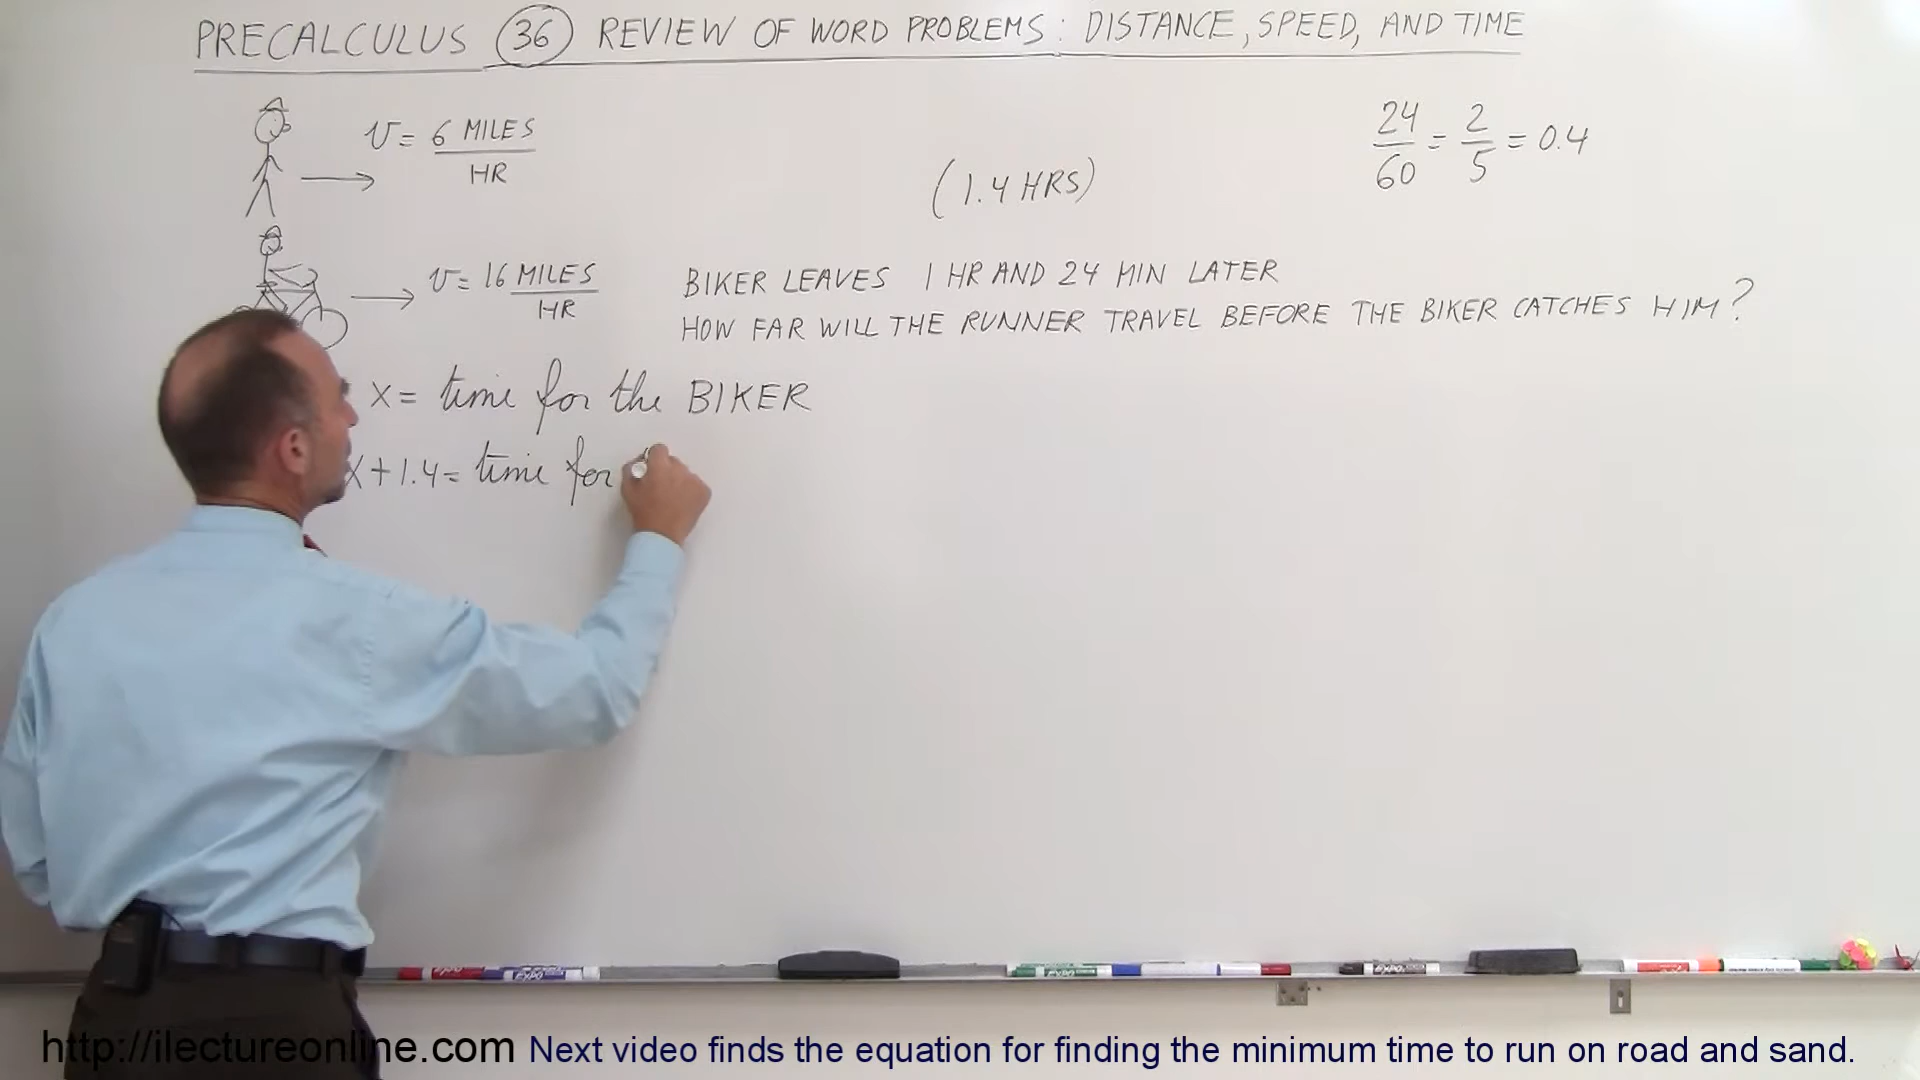 PRECALCULUS 36 REVIEW OF WORD PROBLEMS: DISTANCE, SPEED, AND TIME
v = 6 MILES
HR
(1.4 HRS)
24/60 = 2/5 = 0.4
v = 16 MILES
HR
BIKER LEAVES 1 HR AND 24 MIN LATER
HOW FAR WILL THE RUNNER TRAVEL BEFORE THE BIKER CATCHES HIM?
x = time for the BIKER
x + 1.4 = time for
EXPO
EXPO
http://ilectureonline.com Next video finds the equation for finding the minimum time to run on road and sand.